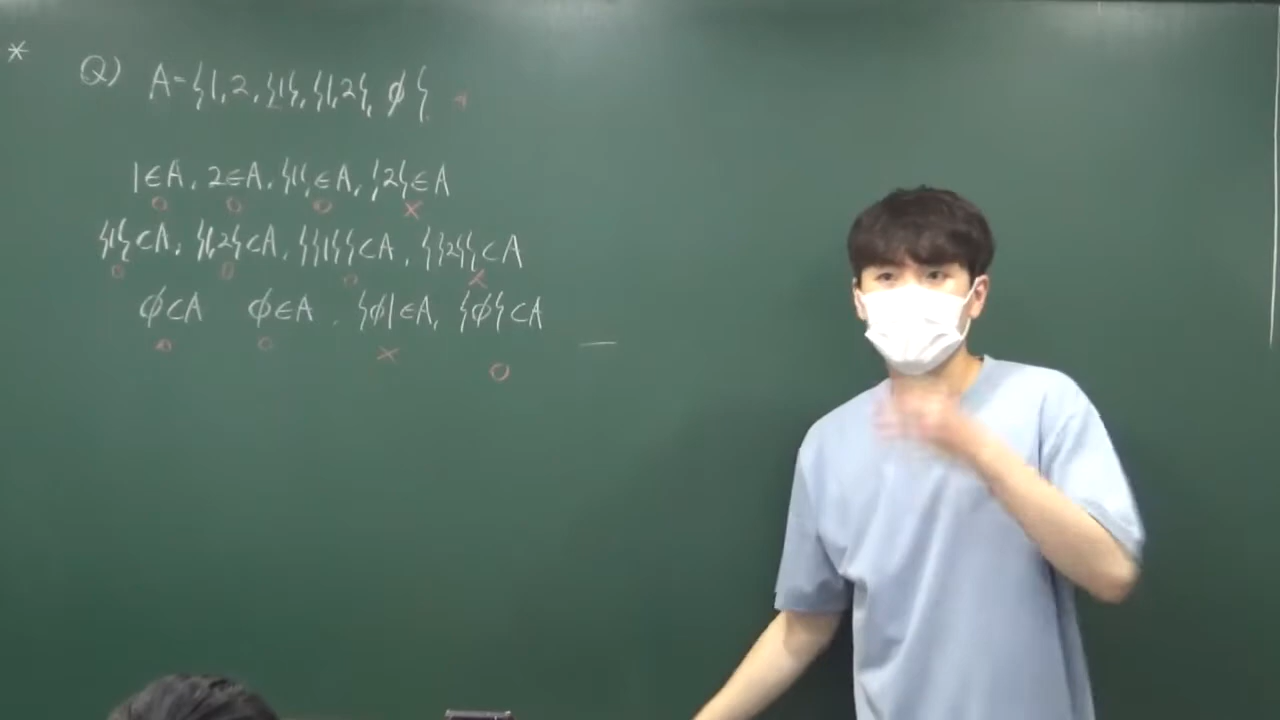 *
Q) A={1, 2, {1}, {1, 2}, ϕ}
1∈A, 2∈A, {1}∈A, {2}∈A
O O O X
{1}⊂A, {1,2}⊂A, {{1}}⊂A, {{2}}⊂A
O O O X
ϕ⊂A ϕ∈A, {ϕ}∈A, {ϕ}⊂A
O O X O